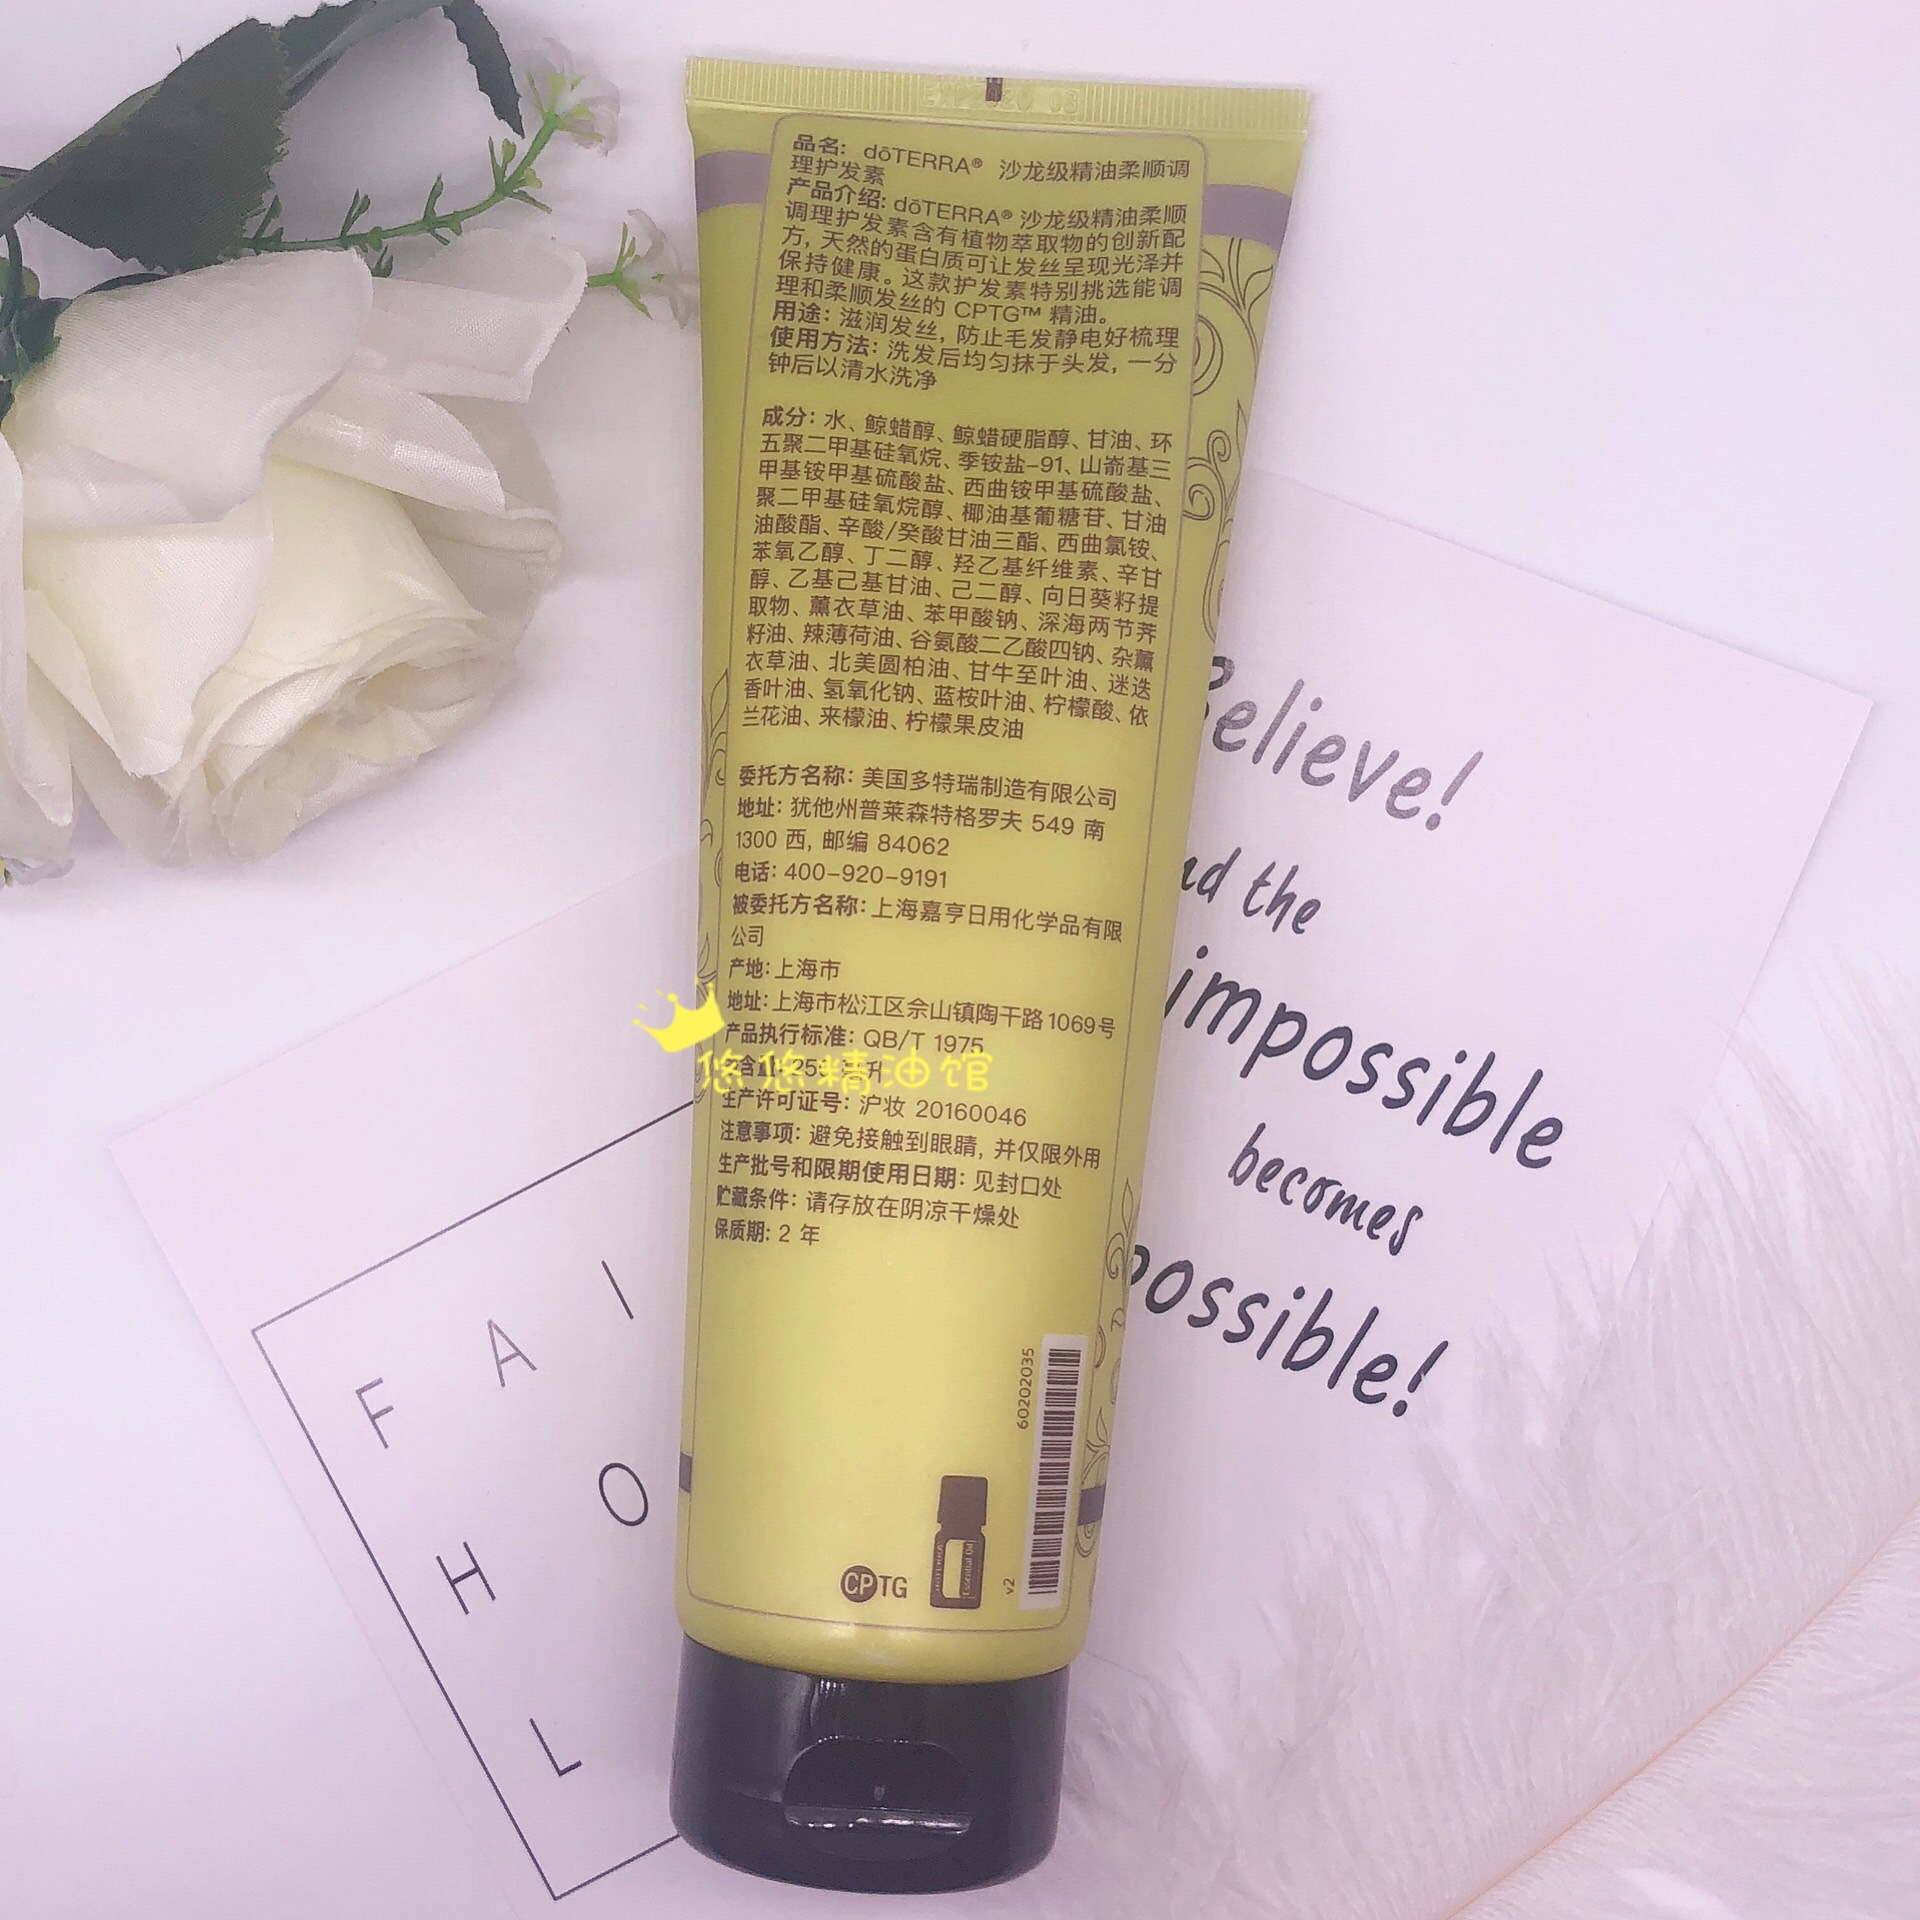 EXP2020 08
品名: dōTERRA® 沙龙级精油柔顺调
理护发素
产品介绍: dōTERRA® 沙龙级精油柔顺
调理护发素含有植物萃取物的创新配
方, 天然的蛋白质可让发丝呈现光泽并
保持健康。这款护发素特别挑选能调
理和柔顺发丝的 CPTG™ 精油。
用途: 滋润发丝, 防止毛发静电好梳理
使用方法: 洗发后均匀抹于头发, 一分
钟后以清水洗净
成分: 水、鲸蜡醇、鲸蜡硬脂醇、甘油、环
五聚二甲基硅氧烷、季铵盐-91、山嵛基三
甲基铵甲基硫酸盐、西曲铵甲基硫酸盐、
聚二甲基硅氧烷醇、椰油基葡糖苷、甘油
油酸酯、辛酸/癸酸甘油三酯、西曲氯铵、
苯氧乙醇、丁二醇、羟乙基纤维素、辛甘
醇、乙基己基甘油、己二醇、向日葵籽提
取物、薰衣草油、苯甲酸钠、深海两节荠
籽油、辣薄荷油、谷氨酸二乙酸四钠、杂薰
衣草油、北美圆柏油、甘牛至叶油、迷迭
香叶油、氢氧化钠、蓝桉叶油、柠檬酸、依
兰花油、来檬油、柠檬果皮油
委托方名称: 美国多特瑞制造有限公司
地址: 犹他州普莱森特格罗夫 549 南
1300 西, 邮编 84062
电话: 400-920-9191
被委托方名称: 上海嘉亨日用化学品有限
公司
产地: 上海市
地址: 上海市松江区佘山镇陶干路1069号
产品执行标准: QB/T 1975
含量: 25 毫升
悠悠精油馆
生产许可证号: 沪妆 20160046
注意事项: 避免接触到眼睛, 并仅限外用
生产批号和限期使用日期: 见封口处
贮藏条件: 请存放在阴凉干燥处
保质期: 2 年
60202035
v2
CPTG
Essential Oil
Believe!
nd the
impossible
becomes
possible!
F A I
H O
L